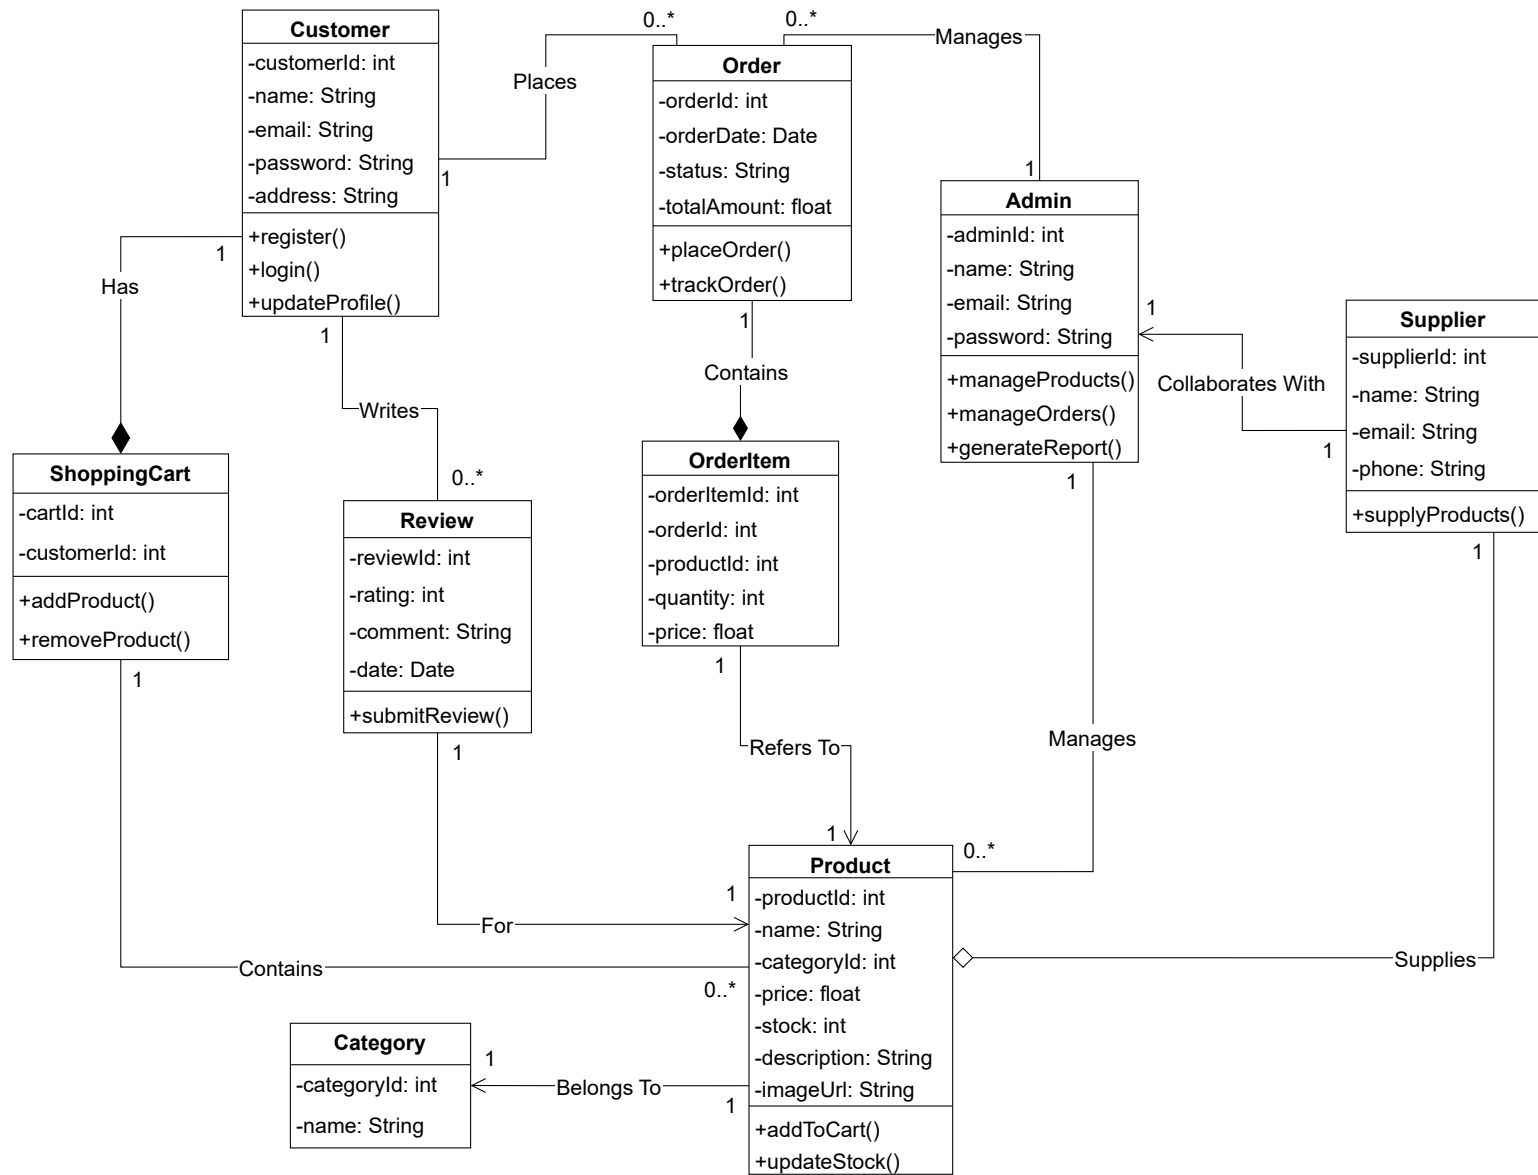 Customer
-customerId: int
-name: String
-email: String
-password: String
-address: String
+register()
+login()
+updateProfile()
1
Places
0..*
Order
-orderId: int
-orderDate: Date
-status: String
-totalAmount: float
+placeOrder()
+trackOrder()
0..*
Manages
1
Admin
-adminId: int
-name: String
-email: String
-password: String
+manageProducts()
+manageOrders()
+generateReport()
1
Collaborates With
1
Supplier
-supplierId: int
-name: String
-email: String
-phone: String
+supplyProducts()
1
1
Has
ShoppingCart
-cartId: int
-customerId: int
+addProduct()
+removeProduct()
1
1
Writes
0..*
Review
-reviewId: int
-rating: int
-comment: String
-date: Date
+submitReview()
1
1
Contains
OrderItem
-orderItemId: int
-orderId: int
-productId: int
-quantity: int
-price: float
1
Refers To
1
1
Manages
0..*
Product
-productId: int
-name: String
-categoryId: int
-price: float
-stock: int
-description: String
-imageUrl: String
+addToCart()
+updateStock()
1
For
Contains
0..*
Supplies
Category
-categoryId: int
-name: String
1
Belongs To
1